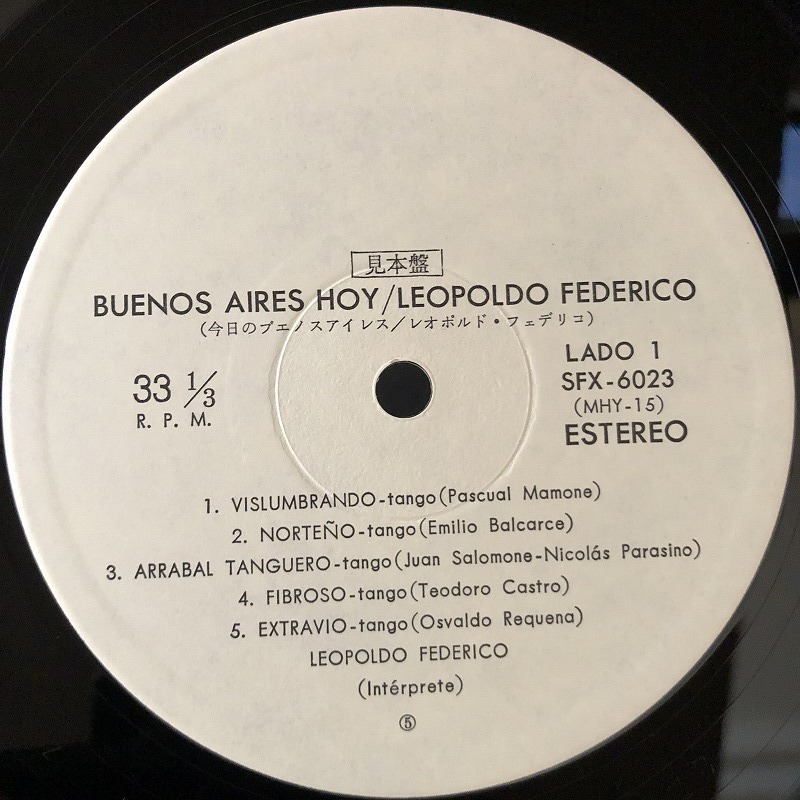 見本盤
BUENOS AIRES HOY/LEOPOLDO FEDERICO
(今日のブエノスアイレス/レオポルド・フェデリコ)
33 1/3
R. P. M.
LADO 1
SFX-6023
(MHY-15)
ESTEREO
1. VISLUMBRANDO-tango(Pascual Mamone)
2. NORTEÑO-tango(Emilio Balcarce)
3. ARRABAL TANGUERO-tango(Juan Salomone-Nicolás Parasino)
4. FIBROSO-tango(Teodoro Castro)
5. EXTRAVIO-tango(Osvaldo Requena)
LEOPOLDO FEDERICO
(Intérprete)
⑤